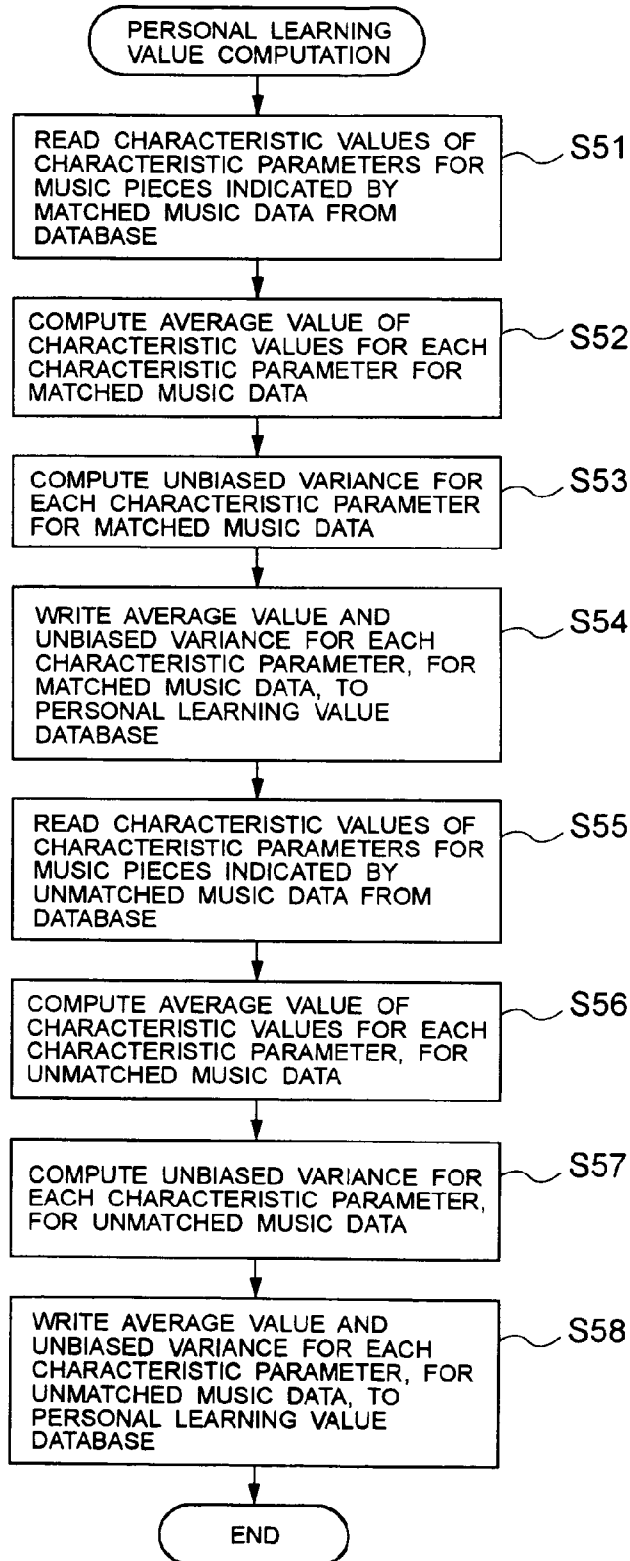 PERSONAL LEARNING
VALUE COMPUTATION
READ CHARACTERISTIC VALUES OF
CHARACTERISTIC PARAMETERS FOR
MUSIC PIECES INDICATED BY
MATCHED MUSIC DATA FROM
DATABASE
S51
COMPUTE AVERAGE VALUE OF
CHARACTERISTIC VALUES FOR EACH
CHARACTERISTIC PARAMETER FOR
MATCHED MUSIC DATA
S52
COMPUTE UNBIASED VARIANCE FOR
EACH CHARACTERISTIC PARAMETER
FOR MATCHED MUSIC DATA
S53
WRITE AVERAGE VALUE AND
UNBIASED VARIANCE FOR EACH
CHARACTERISTIC PARAMETER, FOR
MATCHED MUSIC DATA, TO
PERSONAL LEARNING VALUE
DATABASE
S54
READ CHARACTERISTIC VALUES OF
CHARACTERISTIC PARAMETERS FOR
MUSIC PIECES INDICATED BY
UNMATCHED MUSIC DATA FROM
DATABASE
S55
COMPUTE AVERAGE VALUE OF
CHARACTERISTIC VALUES FOR EACH
CHARACTERISTIC PARAMETER, FOR
UNMATCHED MUSIC DATA
S56
COMPUTE UNBIASED VARIANCE FOR
EACH CHARACTERISTIC PARAMETER,
FOR UNMATCHED MUSIC DATA
S57
WRITE AVERAGE VALUE AND
UNBIASED VARIANCE FOR EACH
CHARACTERISTIC PARAMETER, FOR
UNMATCHED MUSIC DATA, TO
PERSONAL LEARNING VALUE
DATABASE
S58
END